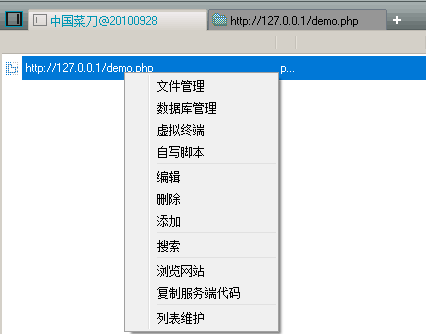 中国菜刀@20100928
http://127.0.0.1/demo.php
http://127.0.0.1/demo.php p...
文件管理
数据库管理
虚拟终端
自写脚本
编辑
删除
添加
搜索
浏览网站
复制服务端代码
列表维护